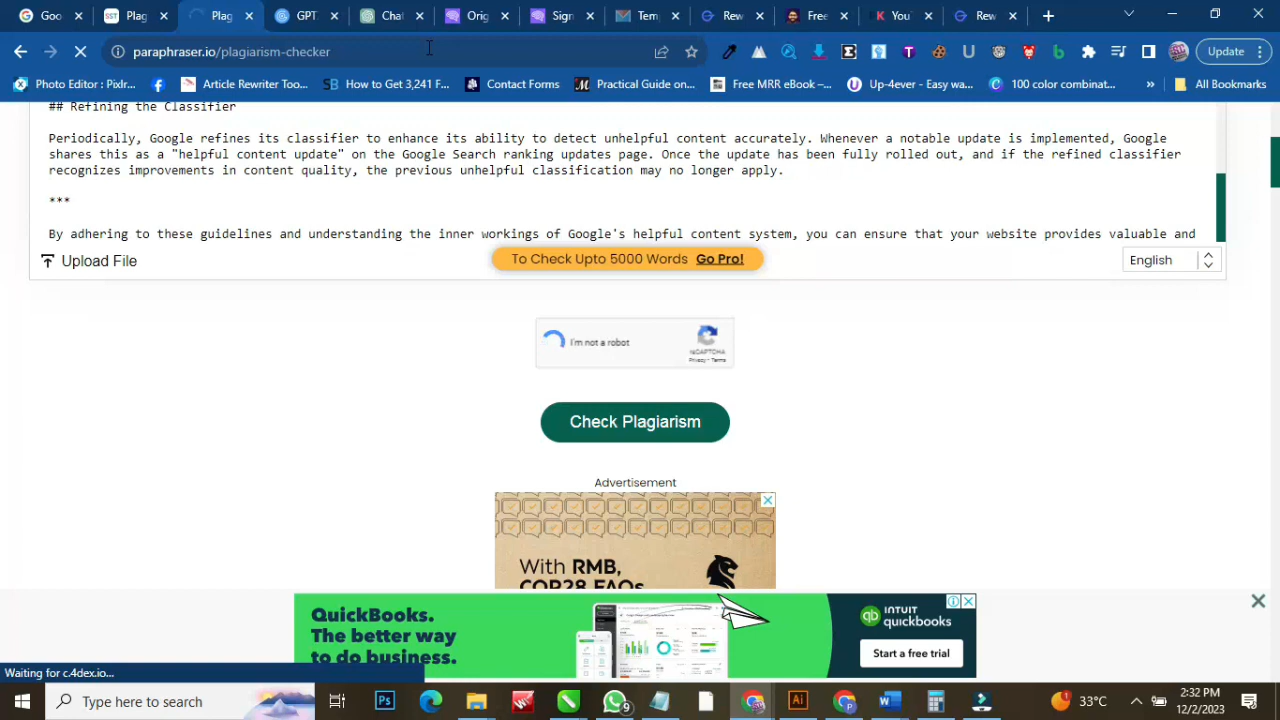 Goo
Plag
Plag
GPT
Chat
Orig
Sign
Temp
Rew
Free
You
Rew
paraphraser.io/plagiarism-checker
Update
Photo Editor : Pixlr...
Article Rewriter Too...
How to Get 3,241 F...
Contact Forms
Practical Guide on...
Free MRR eBook –...
Up-4ever - Easy wa...
100 color combinat...
»
All Bookmarks
## Refining the Classifier
Periodically, Google refines its classifier to enhance its ability to detect unhelpful content accurately. Whenever a notable update is implemented, Google
shares this as a "helpful content update" on the Google Search ranking updates page. Once the update has been fully rolled out, and if the refined classifier
recognizes improvements in content quality, the previous unhelpful classification may no longer apply.
***
By adhering to these guidelines and understanding the inner workings of Google's helpful content system, you can ensure that your website provides valuable and
Upload File
To Check Upto 5000 Words Go Pro!
English
I'm not a robot
reCAPTCHA
Privacy - Terms
Check Plagiarism
Advertisement
With RMB,
COP28 FAQs
QuickBooks.
The better way
to do business.
INTUIT
quickbooks
Start a free trial
Waiting for c4dex.io...
Type here to search
9
33°C
2:32 PM
12/2/2023